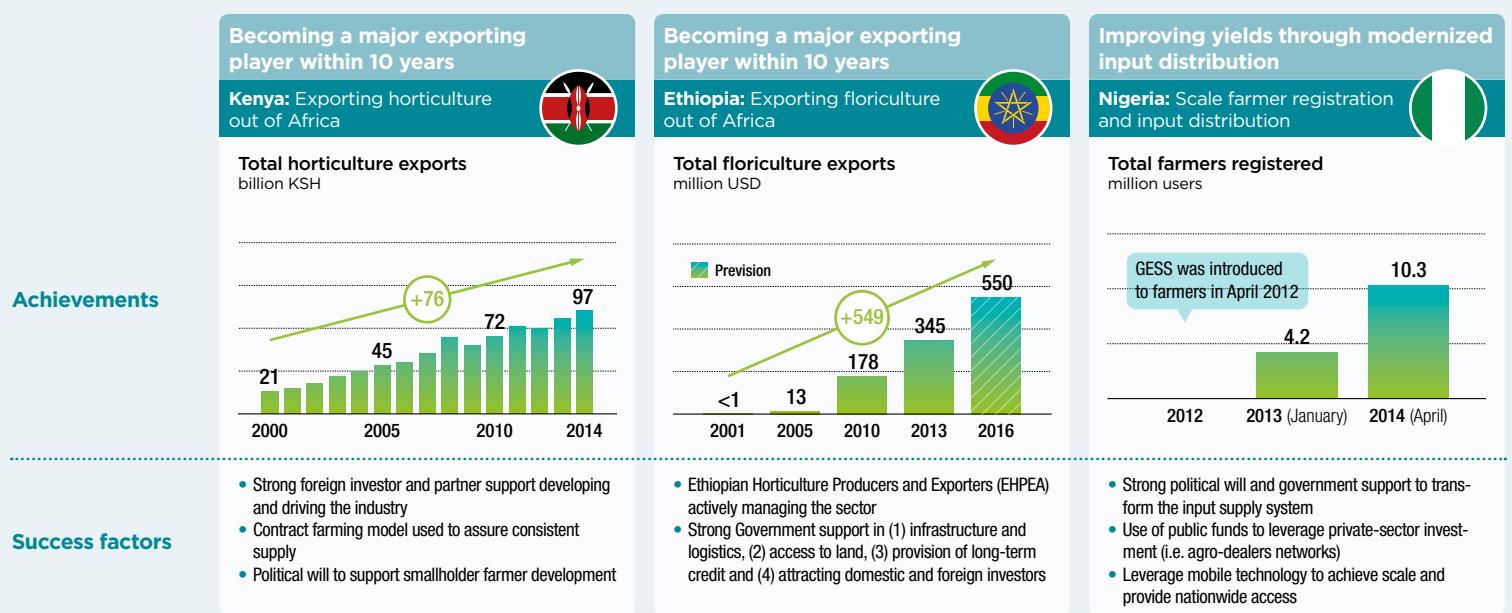 Becoming a major exporting
player within 10 years
Kenya: Exporting horticulture
out of Africa
Becoming a major exporting
player within 10 years
Ethiopia: Exporting floriculture
out of Africa
Improving yields through modernized
input distribution
Nigeria: Scale farmer registration
and input distribution
Achievements
Total horticulture exports
billion KSH
+76
21
45
72
97
2000 2005 2010 2014
Total floriculture exports
million USD
Prevision
+549
<1
13
178
345
550
2001 2005 2010 2013 2016
Total farmers registered
million users
GESS was introduced
to farmers in April 2012
4.2
10.3
2012 2013 (January) 2014 (April)
Success factors
• Strong foreign investor and partner support developing
and driving the industry
• Contract farming model used to assure consistent
supply
• Political will to support smallholder farmer development
• Ethiopian Horticulture Producers and Exporters (EHPEA)
actively managing the sector
• Strong Government support in (1) infrastructure and
logistics, (2) access to land, (3) provision of long-term
credit and (4) attracting domestic and foreign investors
• Strong political will and government support to trans-
form the input supply system
• Use of public funds to leverage private-sector invest-
ment (i.e. agro-dealers networks)
• Leverage mobile technology to achieve scale and
provide nationwide access